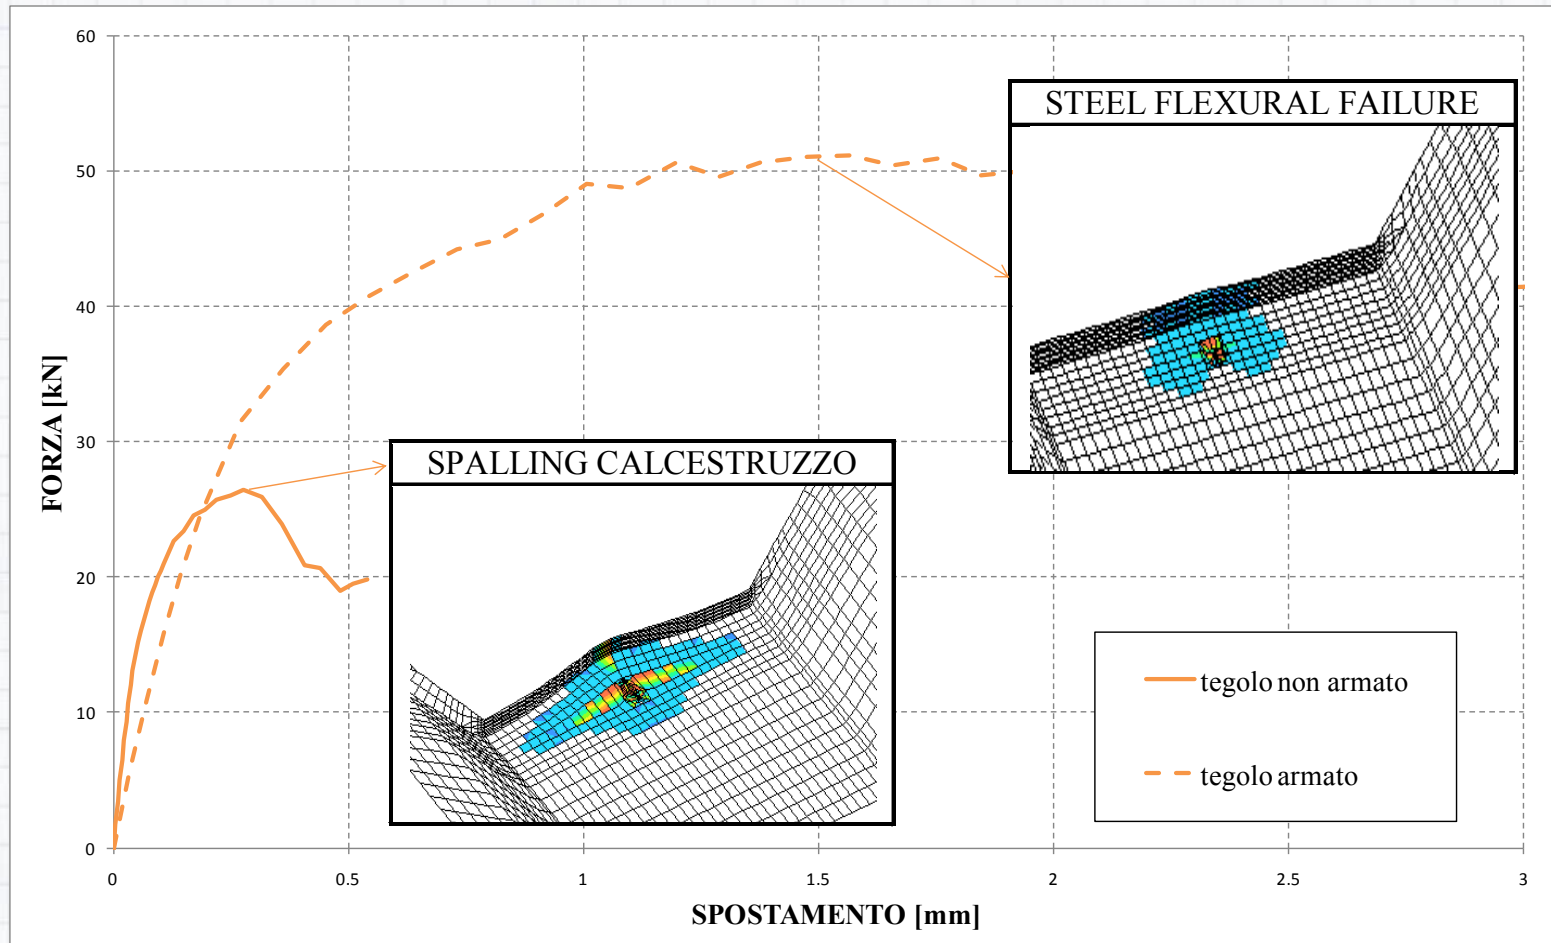 60
50
40
30
20
10
0
FORZA [kN]
STEEL FLEXURAL FAILURE
SPALLING CALCESTRUZZO
tegolo non armato
tegolo armato
0
0.5
1
1.5
2
2.5
3
SPOSTAMENTO [mm]